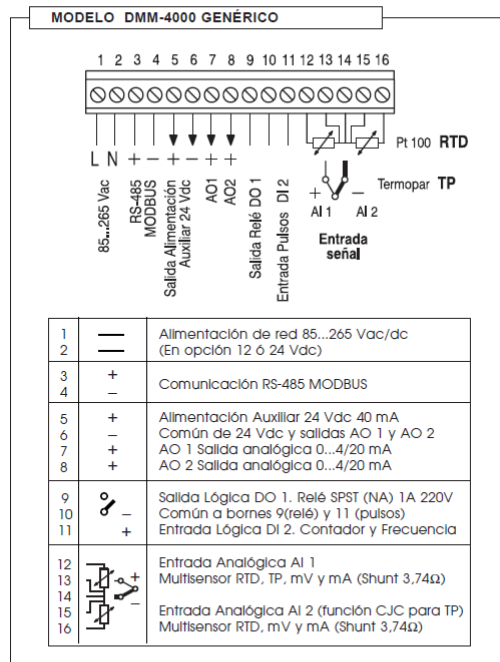 MODELO DMM-4000 GENÉRICO
1 2 3 4 5 6 7 8 9 10 11 12 13 14 15 16
L N + – + – + +
85...265 Vac
RS-485
MODBUS
Salida Alimentación
Auxiliar 24 Vdc
AO1
AO2
Salida Relé DO 1
Entrada Pulsos DI 2
Pt 100 RTD
Termopar TP
+ –
AI 1 AI 2
Entrada
señal
1 Alimentación de red 85...265 Vac/dc
2 (En opción 12 ó 24 Vdc)
3 +
4 –
Comunicación RS-485 MODBUS
5 + Alimentación Auxiliar 24 Vdc 40 mA
6 – Común de 24 Vdc y salidas AO 1 y AO 2
7 + AO 1 Salida analógica 0...4/20 mA
8 + AO 2 Salida analógica 0...4/20 mA
9 Salida Lógica DO 1. Relé SPST (NA) 1A 220V
10 – Común a bornes 9(relé) y 11 (pulsos)
11 + Entrada Lógica DI 2. Contador y Frecuencia
12 Entrada Analógica AI 1
13 + Multisensor RTD, TP, mV y mA (Shunt 3,74Ω)
14
15 – Entrada Analógica AI 2 (función CJC para TP)
16 Multisensor RTD, mV y mA (Shunt 3,74Ω)